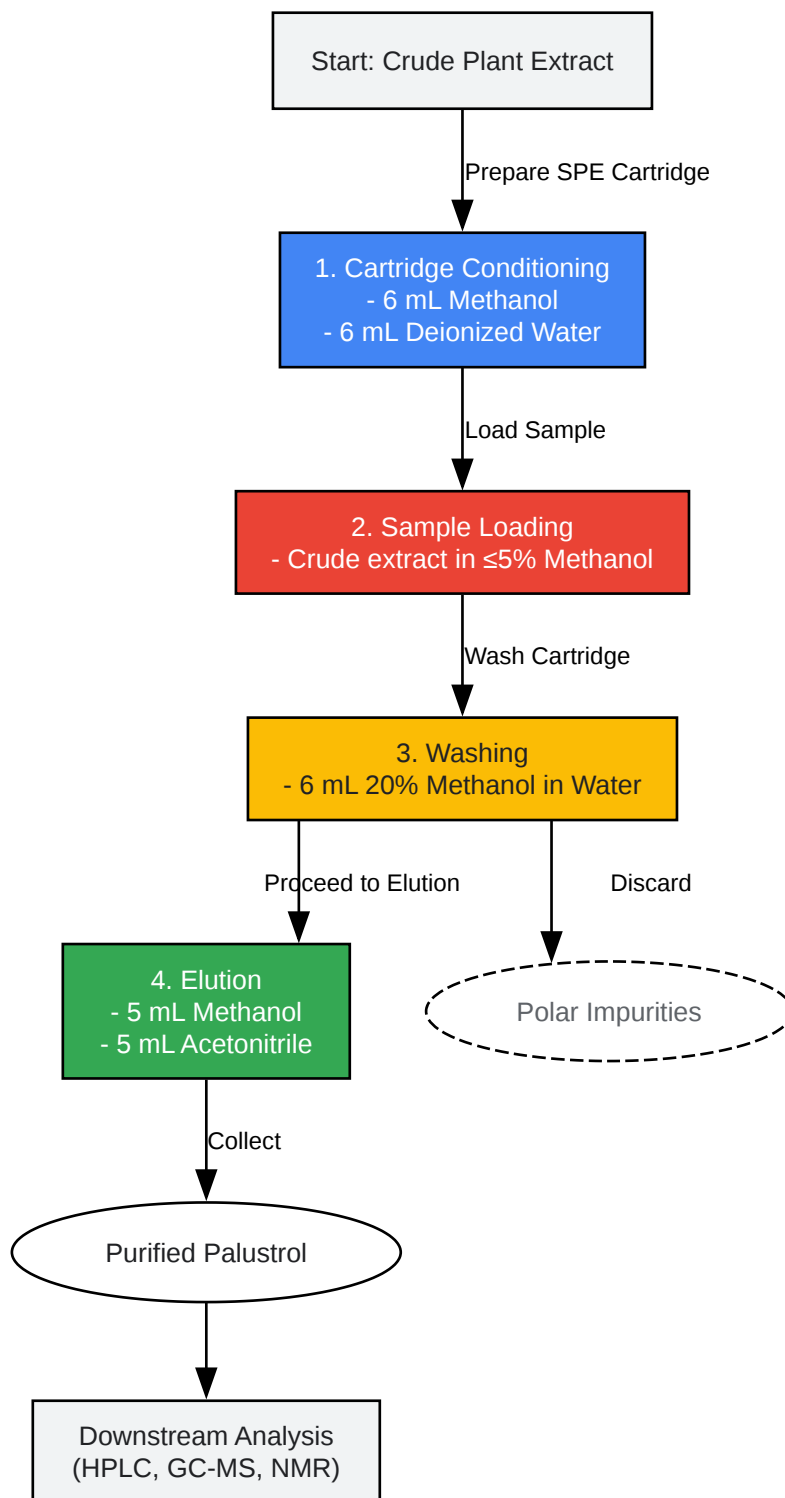 Start: Crude Plant Extract
Prepare SPE Cartridge
1. Cartridge Conditioning
- 6 mL Methanol
- 6 mL Deionized Water
Load Sample
2. Sample Loading
- Crude extract in ≤5% Methanol
Wash Cartridge
3. Washing
- 6 mL 20% Methanol in Water
Proceed to Elution
Discard
4. Elution
- 5 mL Methanol
- 5 mL Acetonitrile
Polar Impurities
Collect
Purified Palustrol
Downstream Analysis
(HPLC, GC-MS, NMR)